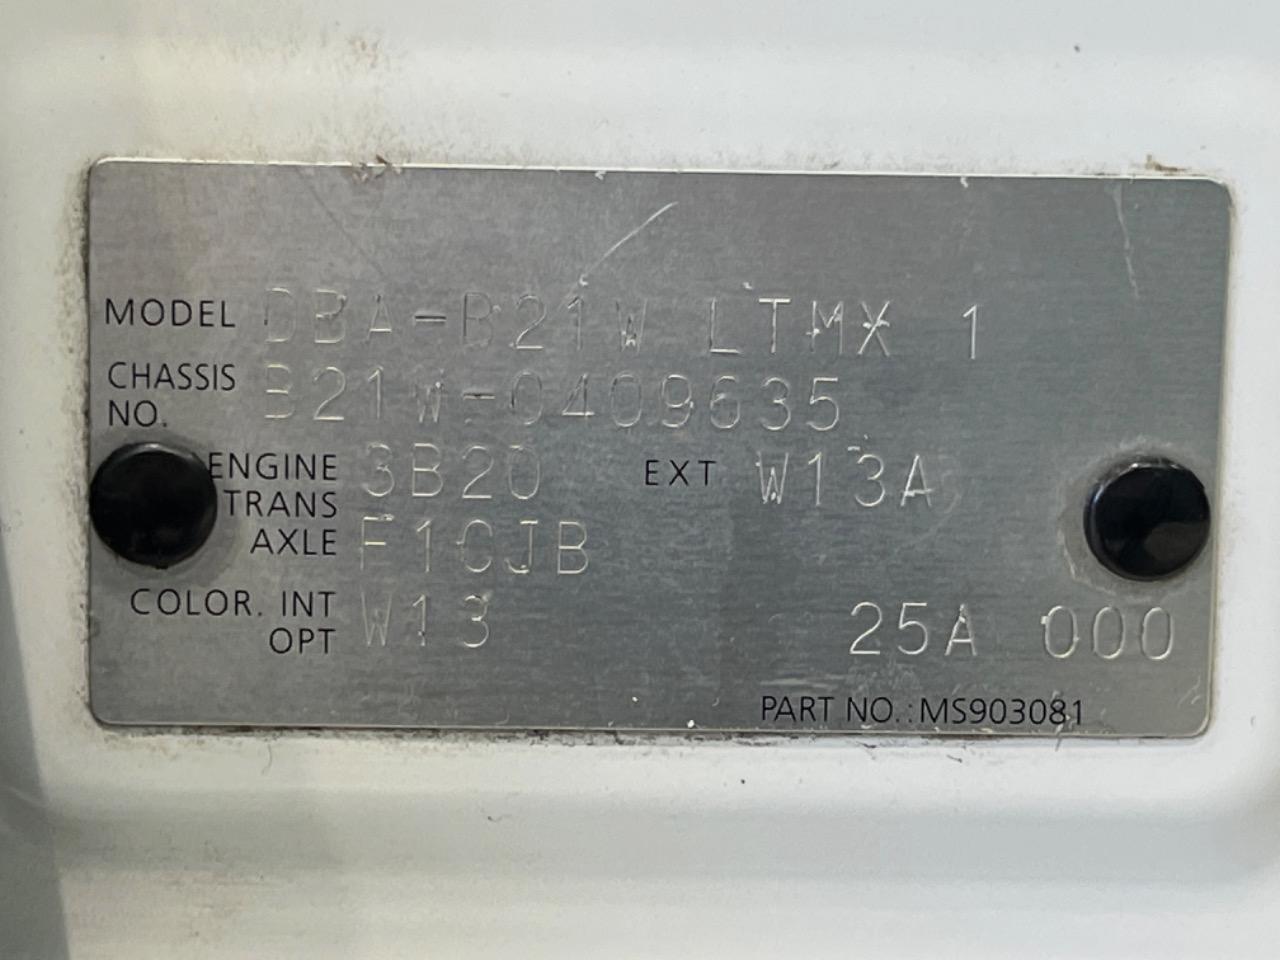 MODEL DBA-B21W LTMX 1
CHASSIS NO. B21W-0409635
ENGINE 3B20 EXT W13A
TRANS AXLE F1CJB
COLOR. INT W13 25A 000
OPT
PART NO.: MS903081